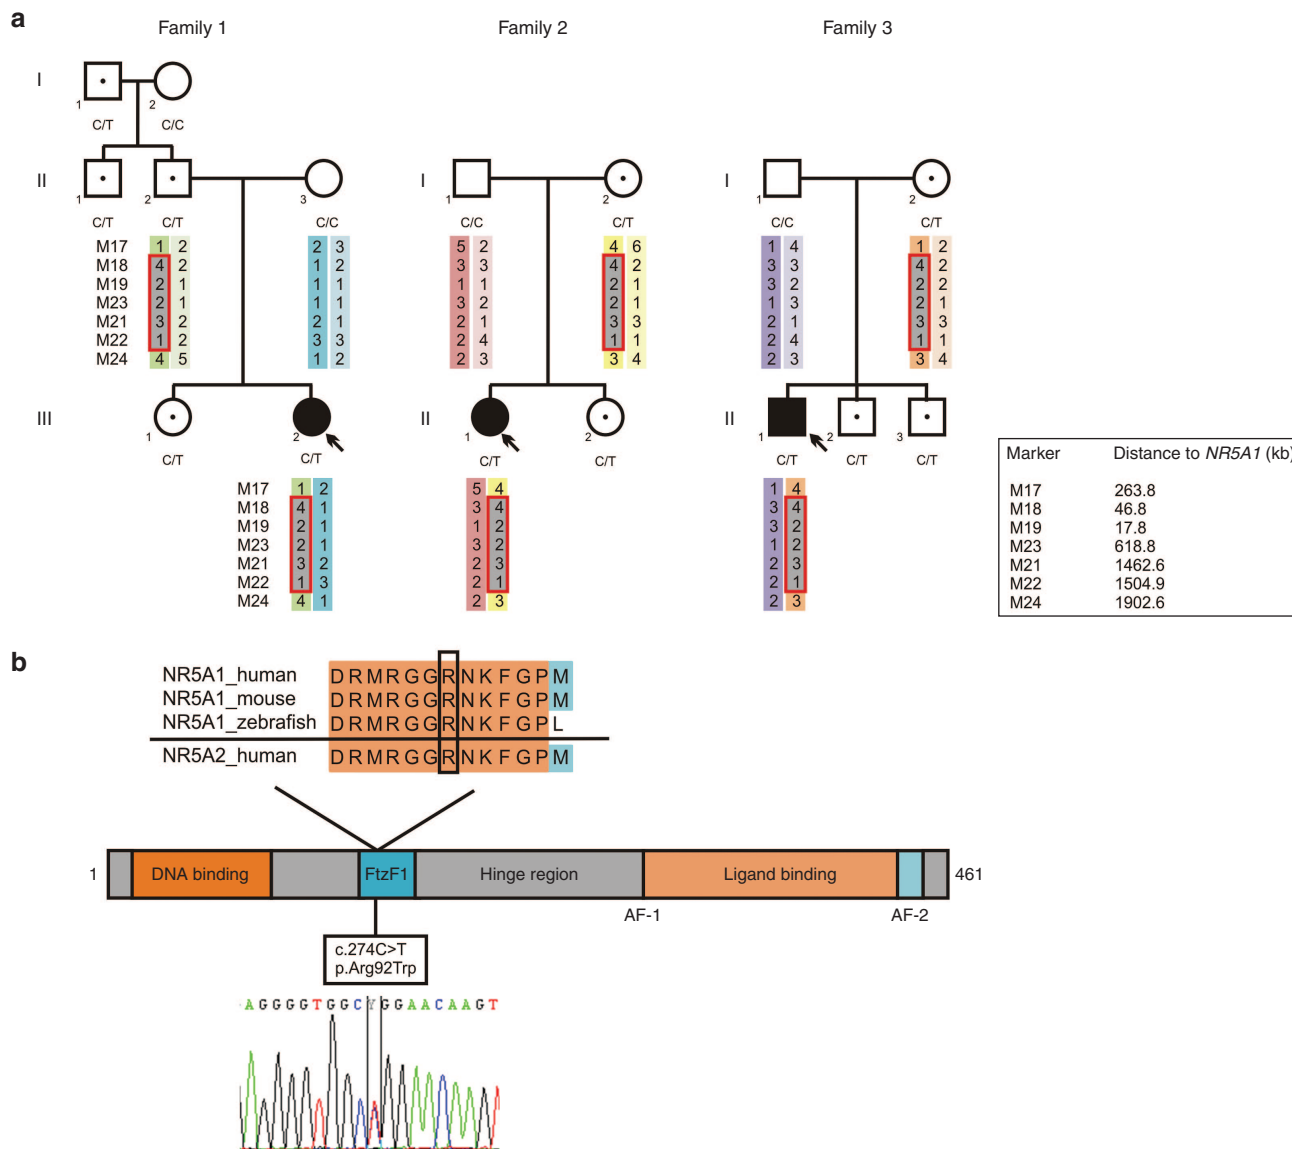 a
Family 1 Family 2 Family 3
I
1 2
C/T C/C
II I I
1 2 3 1 2 1 2
C/T C/T C/C C/C C/T C/C C/T
M17 1 2 2 3 5 2 4 6 1 4 1 2
M18 4 2 1 2 3 3 4 2 3 3 4 2
M19 2 1 1 1 1 1 2 1 3 2 2 2
M23 2 1 1 1 3 2 2 1 1 3 2 1
M21 3 2 2 1 2 1 3 3 2 1 3 3
M22 1 2 3 3 2 4 1 1 2 4 1 1
M24 4 5 1 2 2 3 3 4 2 3 3 4
III II II
1 2 1 2 1 2 3
C/T C/T C/T C/T C/T C/T C/T
M17 1 2 5 4 1 4
M18 4 1 3 4 3 4
M19 2 1 1 2 3 2
M23 2 1 3 2 1 2
M21 3 2 2 3 2 3
M22 1 3 2 1 2 1
M24 4 1 2 3 2 3
Marker Distance to NR5A1 (kb)
M17 263.8
M18 46.8
M19 17.8
M23 618.8
M21 1462.6
M22 1504.9
M24 1902.6
b
NR5A1_human DRMRGGRNKFGPM
NR5A1_mouse DRMRGGRNKFGPM
NR5A1_zebrafish DRMRGGRNKFGPL
NR5A2_human DRMRGGRNKFGPM
1 DNA binding FtzF1 Hinge region Ligand binding 461
AF-1 AF-2
c.274C>T
p.Arg92Trp
AGGGGTGGCYGGAACAAGT